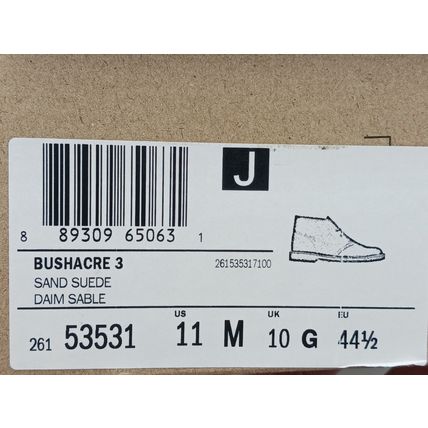 J
8 89309 65063 1
BUSHACRE 3 261535317100
SAND SUEDE
DAIM SABLE
US UK EU
261 53531 11 M 10 G 44½